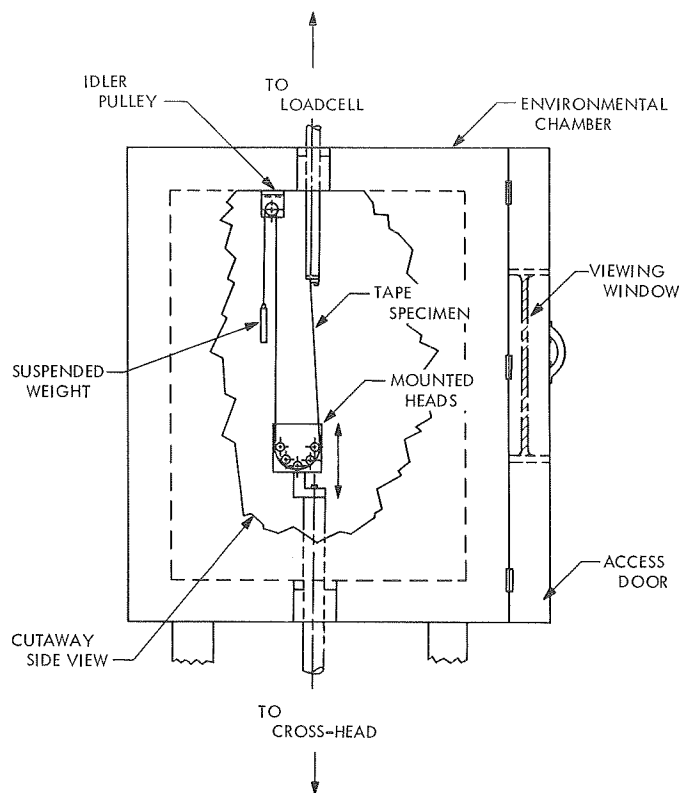 IDLER
PULLEY
TO
LOADCELL
ENVIRONMENTAL
CHAMBER
VIEWING
WINDOW
TAPE
SPECIMEN
SUSPENDED
WEIGHT
MOUNTED
HEADS
ACCESS
DOOR
CUTAWAY
SIDE VIEW
TO
CROSS-HEAD